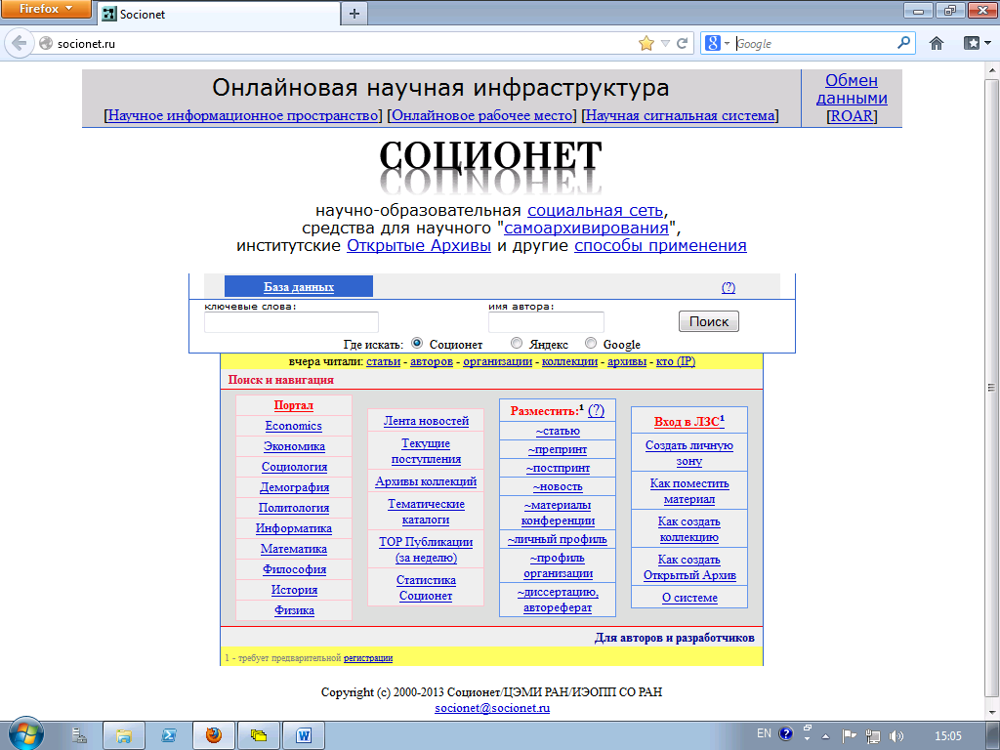 Firefox
Socionet
socionet.ru
Google
Онлайновая научная инфраструктура
[Научное информационное пространство] [Онлайновое рабочее место] [Научная сигнальная система]
Обмен
данными
[ROAR]
СОЦИОНЕТ
научно-образовательная социальная сеть,
средства для научного "самоархивирования",
институтские Открытые Архивы и другие способы применения
База данных
(?)
ключевые слова:
имя автора:
Поиск
Где искать: Соционет Яндекс Google
вчера читали: статьи - авторов - организации - коллекции - архивы - кто (IP)
Поиск и навигация
Портал
Economics
Экономика
Социология
Демография
Политология
Информатика
Математика
Философия
История
Физика
Лента новостей
Текущие
поступления
Архивы коллекций
Тематические
каталоги
TOP Публикации
(за неделю)
Статистика
Соционет
Разместить:¹ (?)
~статью
~препринт
~постпринт
~новость
~материалы
конференции
~личный профиль
~профиль
организации
~диссертацию,
автореферат
Вход в ЛЗС¹
Создать личную
зону
Как поместить
материал
Как создать
коллекцию
Как создать
Открытый Архив
О системе
Для авторов и разработчиков
1 - требует предварительной регистрации
Copyright (c) 2000-2013 Соционет/ЦЭМИ РАН/ИЭОПП СО РАН
socionet@socionet.ru
EN
15:05